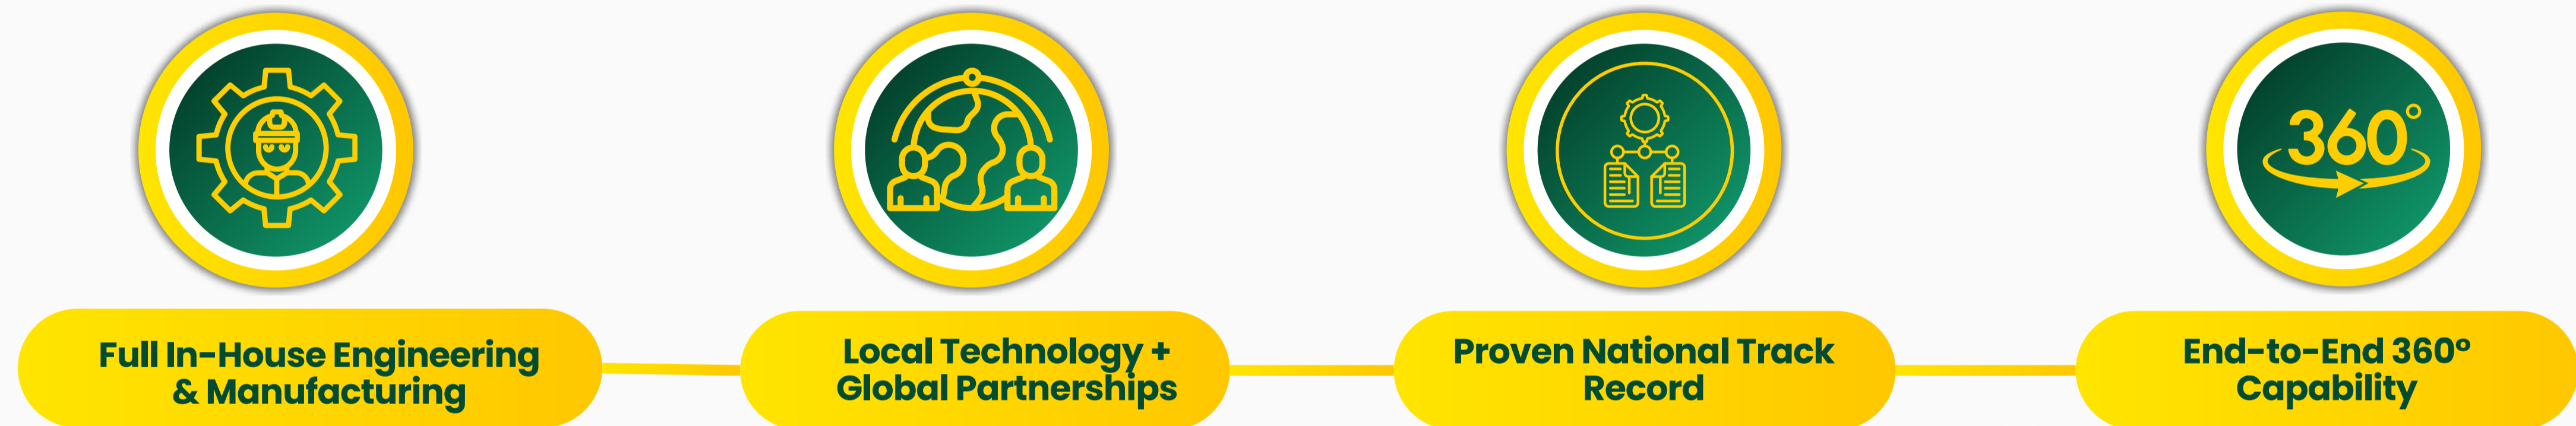 360°
Full In-House Engineering
& Manufacturing
Local Technology +
Global Partnerships
Proven National Track
Record
End-to-End 360°
Capability